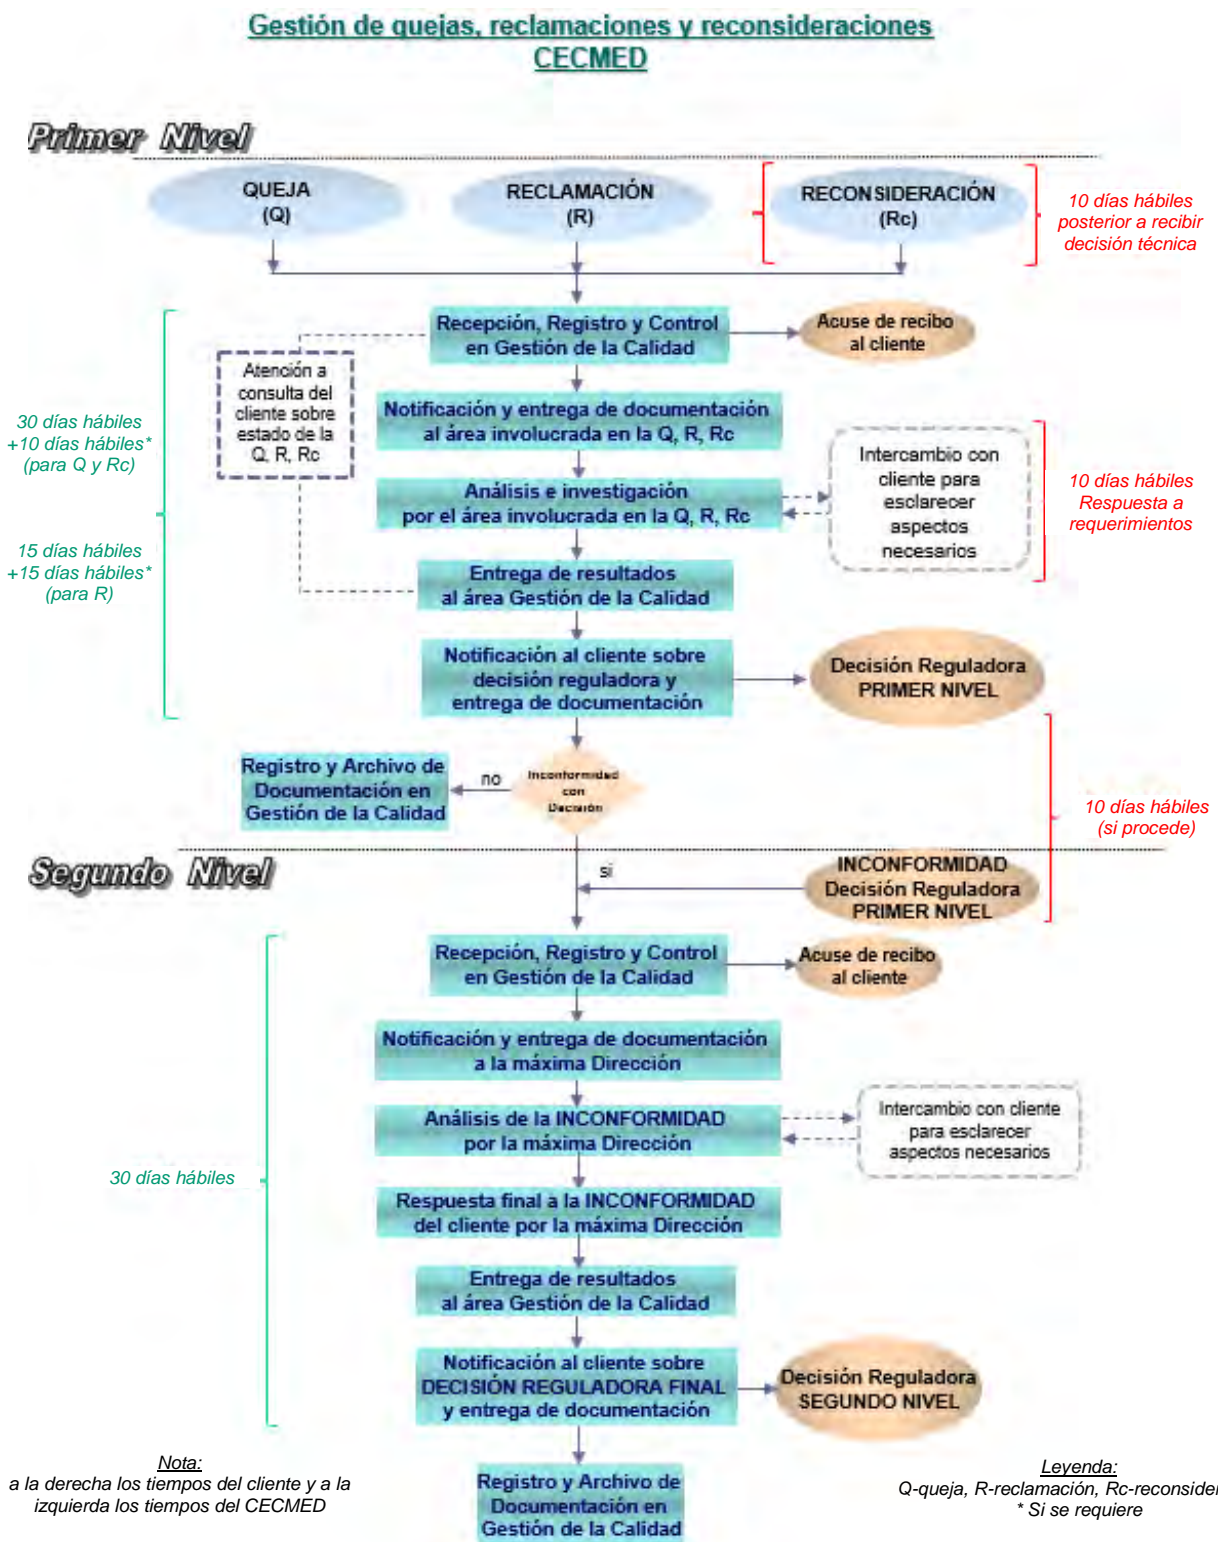 Gestión de quejas, reclamaciones y reconsideraciones
CECMED
Primer Nivel
QUEJA
(Q)
RECLAMACIÓN
(R)
RECONSIDERACIÓN
(Rc)
10 días hábiles
posterior a recibir
decisión técnica
Recepción, Registro y Control
en Gestión de la Calidad
Acuse de recibo
al cliente
Atención a
consulta del
cliente sobre
estado de la
Q, R, Rc
Notificación y entrega de documentación
al área involucrada en la Q, R, Rc
30 días hábiles
+10 días hábiles*
(para Q y Rc)
15 días hábiles
+15 días hábiles*
(para R)
Análisis e investigación
por el área involucrada en la Q, R, Rc
Intercambio con
cliente para
esclarecer
aspectos
necesarios
10 días hábiles
Respuesta a
requerimientos
Entrega de resultados
al área Gestión de la Calidad
Notificación al cliente sobre
decisión reguladora y
entrega de documentación
Decisión Reguladora
PRIMER NIVEL
Registro y Archivo de
Documentación en
Gestión de la Calidad
no
Inconformidad
con
Decisión
10 días hábiles
(si procede)
Segundo Nivel
si
INCONFORMIDAD
Decisión Reguladora
PRIMER NIVEL
Recepción, Registro y Control
en Gestión de la Calidad
Acuse de recibo
al cliente
Notificación y entrega de documentación
a la máxima Dirección
Análisis de la INCONFORMIDAD
por la máxima Dirección
Intercambio con cliente
para esclarecer
aspectos necesarios
30 días hábiles
Respuesta final a la INCONFORMIDAD
del cliente por la máxima Dirección
Entrega de resultados
al área Gestión de la Calidad
Notificación al cliente sobre
DECISIÓN REGULADORA FINAL
y entrega de documentación
Decisión Reguladora
SEGUNDO NIVEL
Registro y Archivo de
Documentación en
Gestión de la Calidad
Nota:
a la derecha los tiempos del cliente y a la
izquierda los tiempos del CECMED
Leyenda:
Q-queja, R-reclamación, Rc-reconsider
* Si se requiere